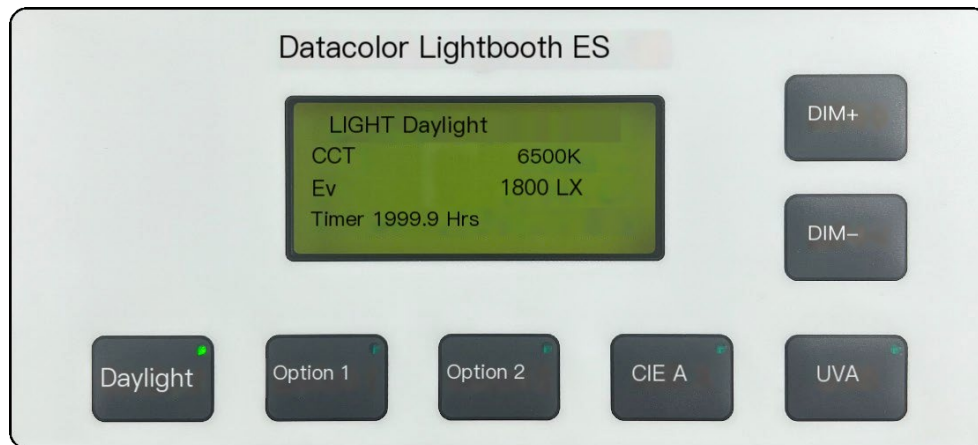 Datacolor Lightbooth ES
LIGHT Daylight
CCT 6500K
Ev 1800 LX
Timer 1999.9 Hrs
DIM+
DIM–
Daylight
Option 1
Option 2
CIE A
UVA